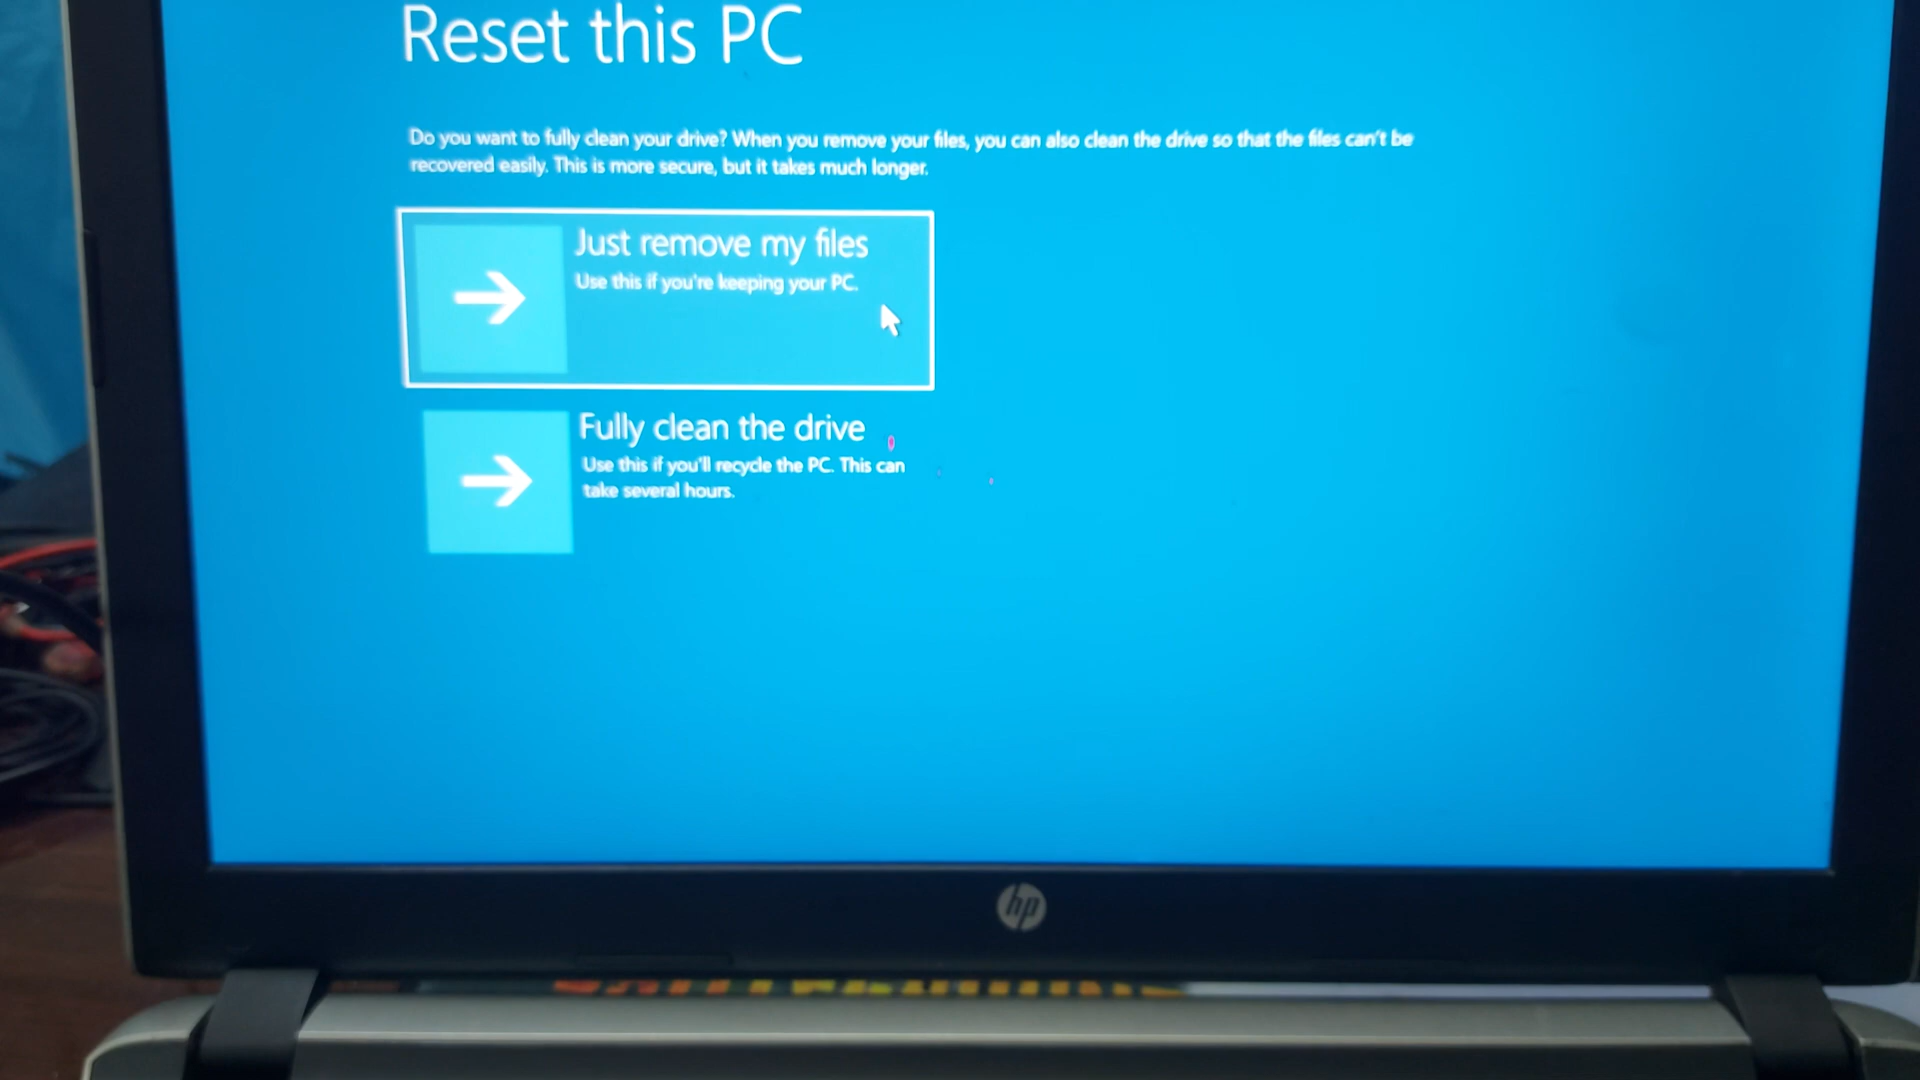 Reset this PC
Do you want to fully clean your drive? When you remove your files, you can also clean the drive so that the files can't be
recovered easily. This is more secure, but it takes much longer.
Just remove my files
Use this if you're keeping your PC.
Fully clean the drive
Use this if you'll recycle the PC. This can
take several hours.
hp